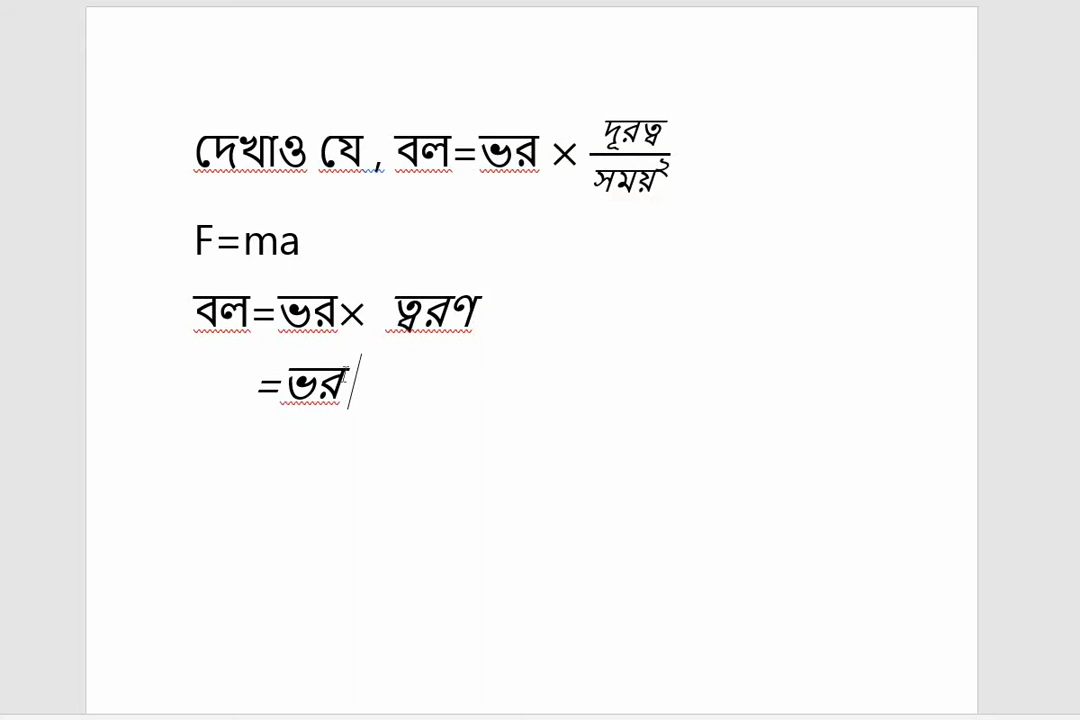 দেখাও যে , বল=ভর × দূরত্ব/সময়²
F=ma
বল=ভর× ত্বরণ
=ভর